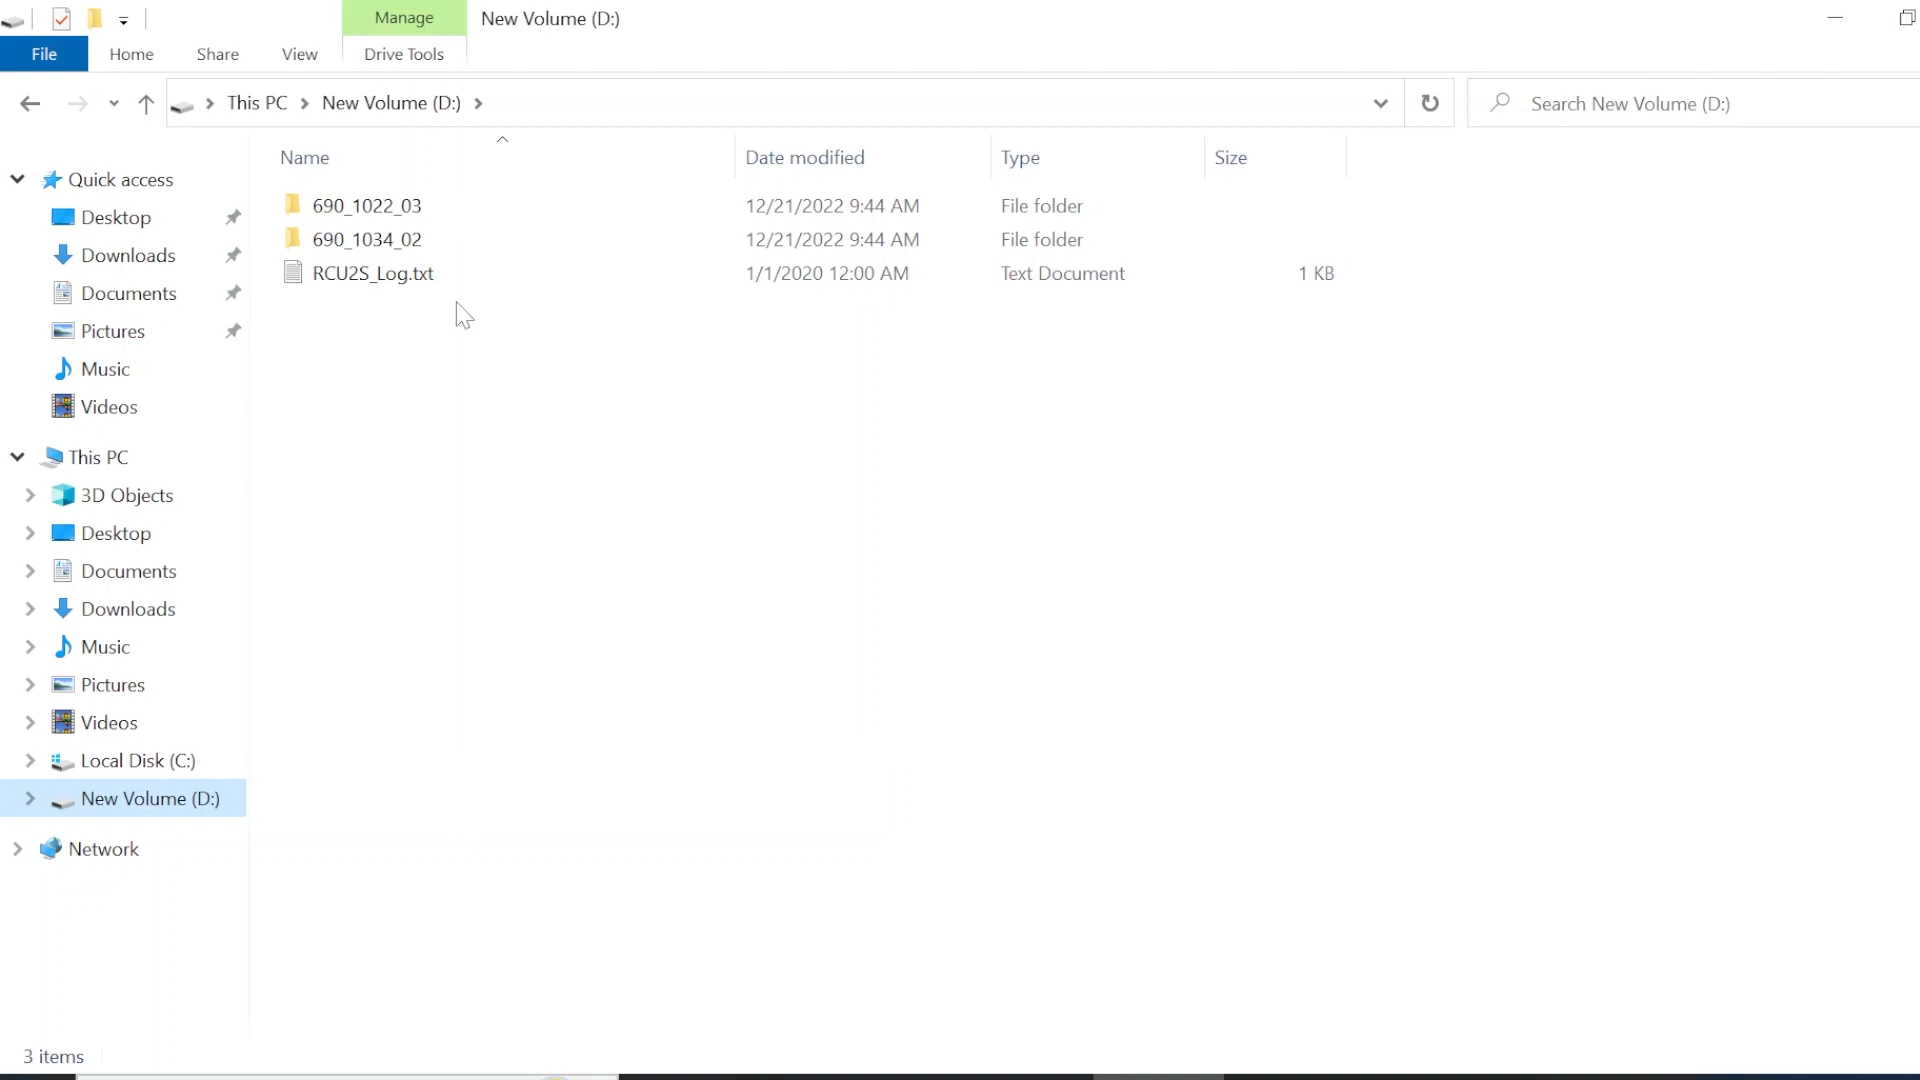 Manage New Volume (D:)
File Home Share View Drive Tools
This PC New Volume (D:) Search New Volume (D:)
Name Date modified Type Size
Quick access
Desktop
Downloads
Documents
Pictures
Music
Videos
This PC
3D Objects
Desktop
Documents
Downloads
Music
Pictures
Videos
Local Disk (C:)
New Volume (D:)
Network
690_1022_03 12/21/2022 9:44 AM File folder
690_1034_02 12/21/2022 9:44 AM File folder
RCU2S_Log.txt 1/1/2020 12:00 AM Text Document 1 KB
3 items